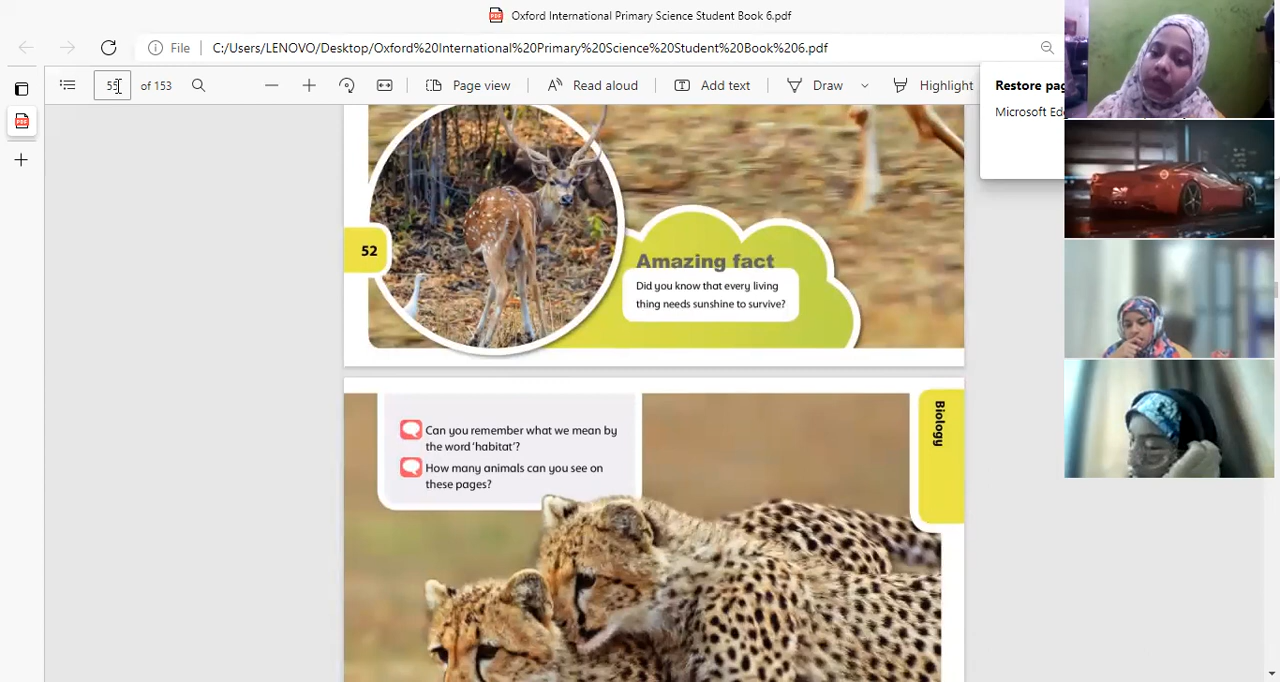 Oxford International Primary Science Student Book 6.pdf
File
C:/Users/LENOVO/Desktop/Oxford%20International%20Primary%20Science%20Student%20Book%206.pdf
55
of 153
Page view
Read aloud
Add text
Draw
Highlight
Restore pag
Microsoft Ed
52
Amazing fact
Did you know that every living
thing needs sunshine to survive?
Can you remember what we mean by
the word 'habitat'?
How many animals can you see on
these pages?
Biology